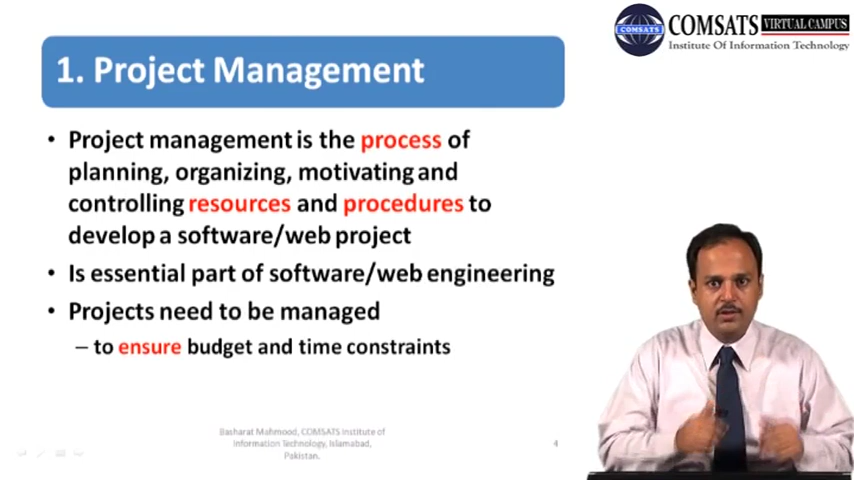 COMSATS VIRTUAL CAMPUS
COMSATS
Institute Of Information Technology
1. Project Management
• Project management is the process of
planning, organizing, motivating and
controlling resources and procedures to
develop a software/web project
• Is essential part of software/web engineering
• Projects need to be managed
– to ensure budget and time constraints
Basharat Mahmood, COMSATS Institute of
Information Technology, Islamabad,
Pakistan.
4